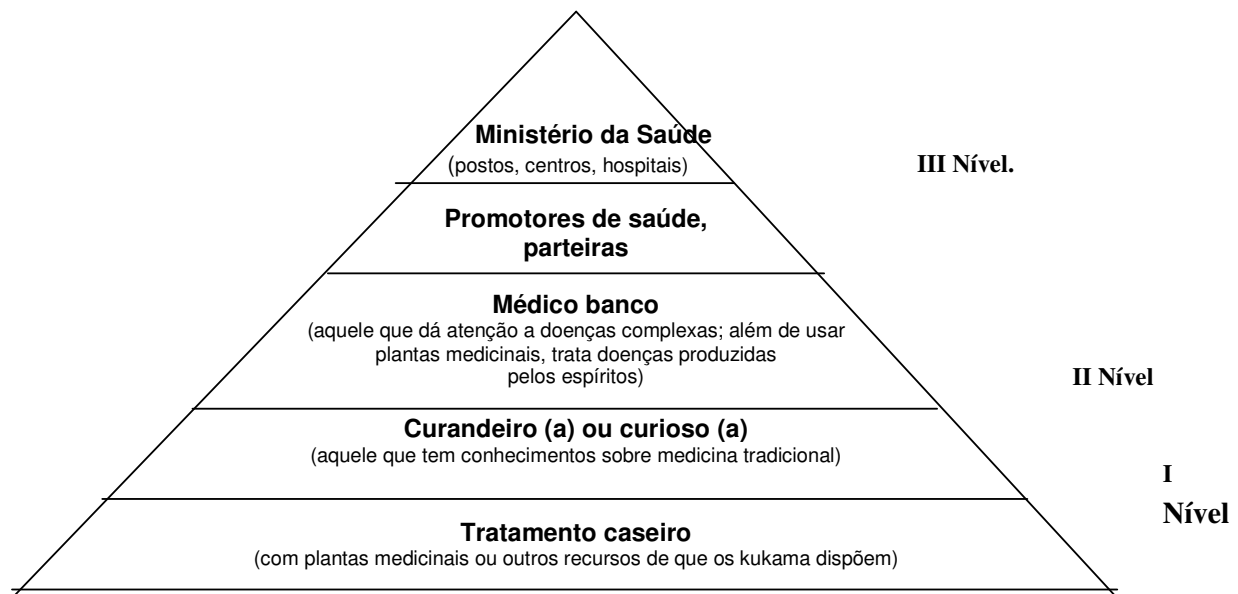 Ministério da Saúde
(postos, centros, hospitais)
III Nível.
Promotores de saúde,
parteiras
Médico banco
(aquele que dá atenção a doenças complexas; além de usar
plantas medicinais, trata doenças produzidas
pelos espíritos)
II Nível
Curandeiro (a) ou curioso (a)
(aquele que tem conhecimentos sobre medicina tradicional)
I
Nível
Tratamento caseiro
(com plantas medicinais ou outros recursos de que os kukama dispõem)